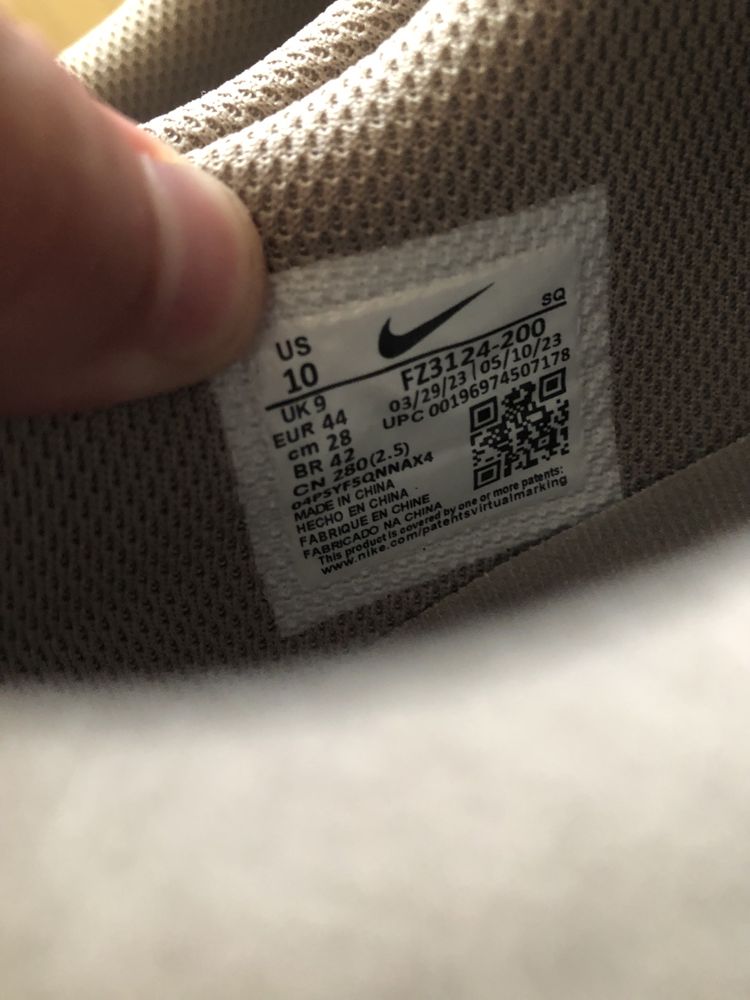 SQ
US
10
FZ3124-200
03/29/23 | 05/10/23
UPC 00196974507178
UK 9
EUR 44
cm 28
BR 42
CN 280(2.5)
04PSYF5QNNAX4
MADE IN CHINA
HECHO EN CHINA
FABRIQUE EN CHINE
FABRICADO NA CHINA
This product is covered by one or more patents:
www.nike.com/patentsvirtualmarking